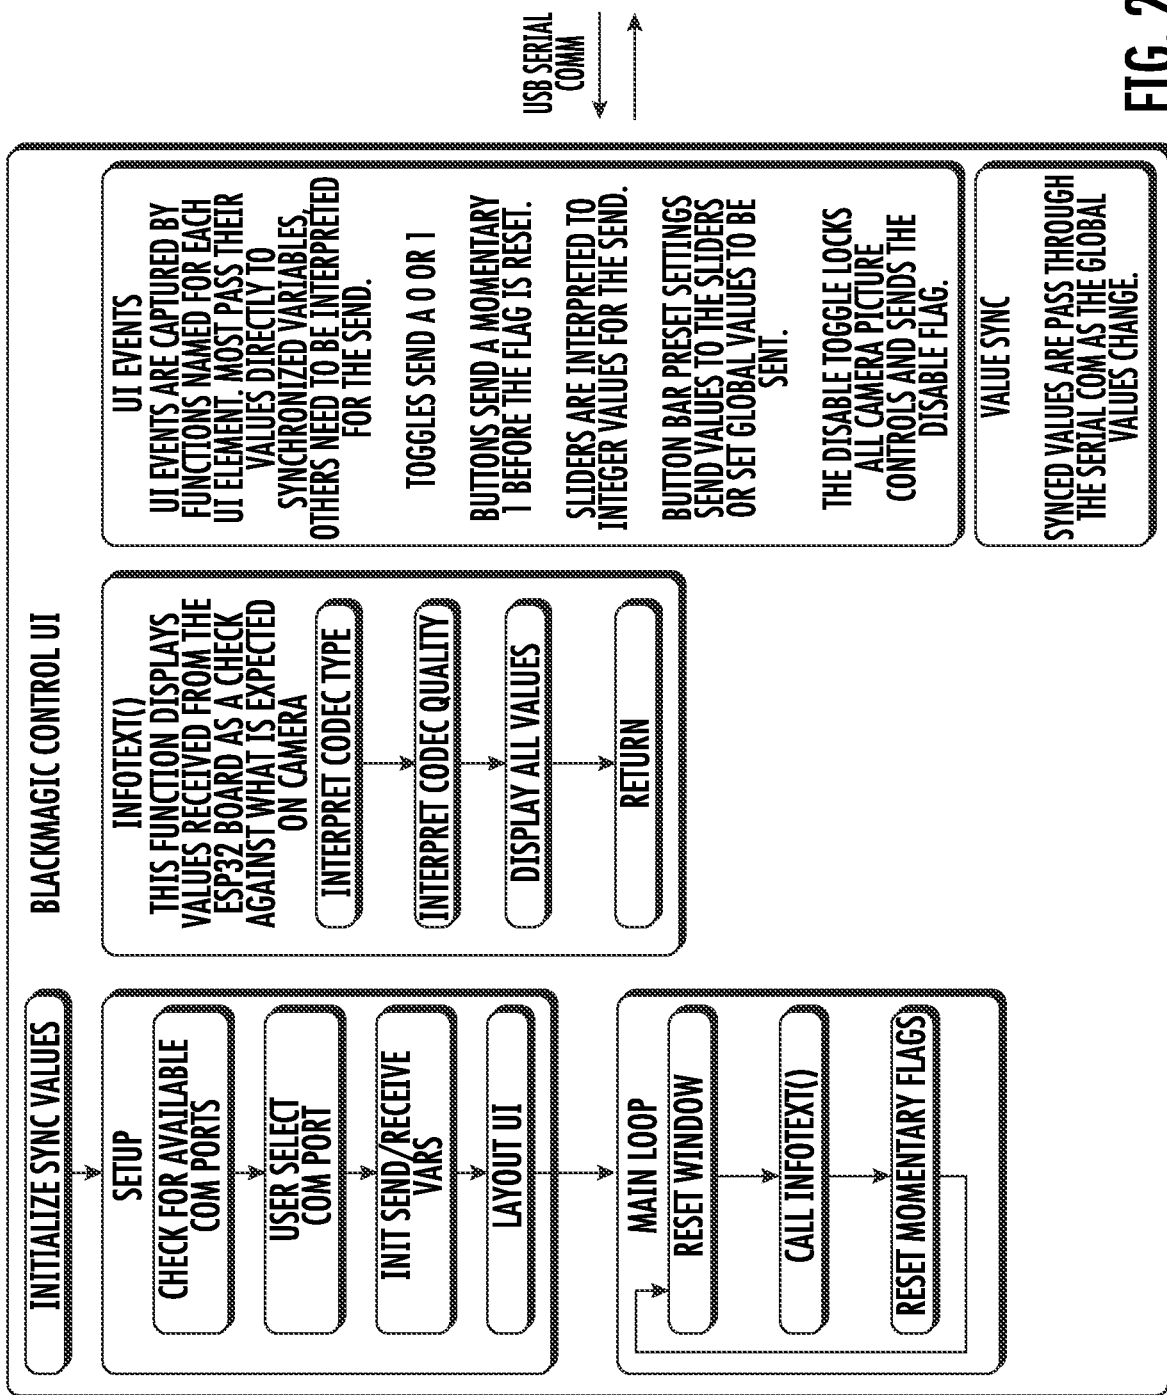 BLACKMAGIC CONTROL UI
INITIALIZE SYNC VALUES
SETUP
CHECK FOR AVAILABLE
COM PORTS
USER SELECT
COM PORT
INIT SEND/RECEIVE
VARS
LAYOUT UI
MAIN LOOP
RESET WINDOW
CALL INFOTEXT()
RESET MOMENTARY FLAGS
INFOTEXT()
THIS FUNCTION DISPLAYS
VALUES RECEIVED FROM THE
ESP32 BOARD AS A CHECK
AGAINST WHAT IS EXPECTED
ON CAMERA
INTERPRET CODEC TYPE
INTERPRET CODEC QUALITY
DISPLAY ALL VALUES
RETURN
UI EVENTS
UI EVENTS ARE CAPTURED BY
FUNCTIONS NAMED FOR EACH
UI ELEMENT. MOST PASS THEIR
VALUES DIRECTLY TO
SYNCHRONIZED VARIABLES,
OTHERS NEED TO BE INTERPRETED
FOR THE SEND.
TOGGLES SEND A 0 OR 1
BUTTONS SEND A MOMENTARY
1 BEFORE THE FLAG IS RESET.
SLIDERS ARE INTERPRETED TO
INTEGER VALUES FOR THE SEND.
BUTTON BAR PRESET SETTINGS
SEND VALUES TO THE SLIDERS
OR SET GLOBAL VALUES TO BE
SENT.
THE DISABLE TOGGLE LOCKS
ALL CAMERA PICTURE
CONTROLS AND SENDS THE
DISABLE FLAG.
VALUE SYNC
SYNCED VALUES ARE PASS THROUGH
THE SERIAL COM AS THE GLOBAL
VALUES CHANGE.
USB SERIAL
COMM
FIG. 2